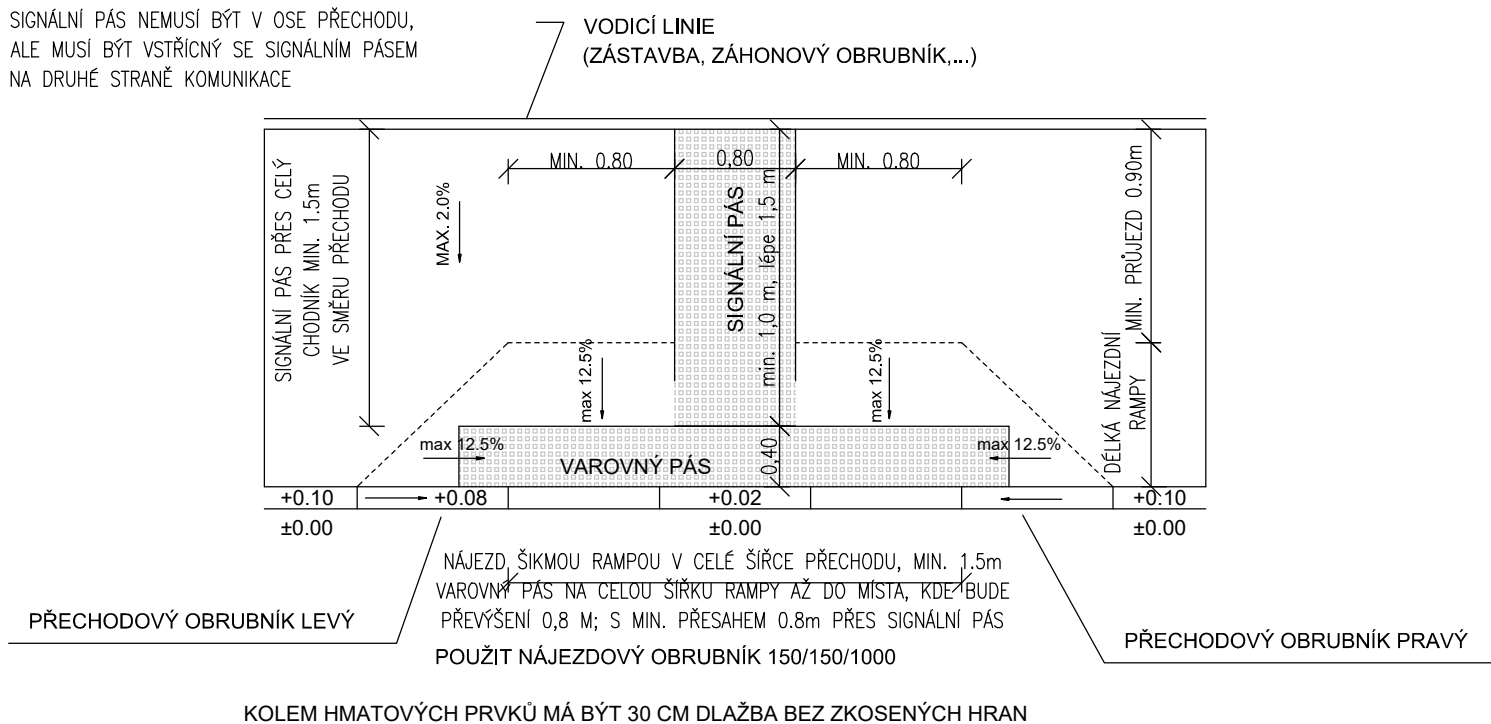 SIGNÁLNÍ PÁS NEMUSÍ BÝT V OSE PŘECHODU,
ALE MUSÍ BÝT VSTŘÍCNÝ SE SIGNÁLNÍM PÁSEM
NA DRUHÉ STRANĚ KOMUNIKACE
VODICÍ LINIE
(ZÁSTAVBA, ZÁHONOVÝ OBRUBNÍK,...)
SIGNÁLNÍ PÁS PŘES CELÝ
CHODNÍK MIN. 1.5m
VE SMĚRU PŘECHODU
MAX. 2.0%
MIN. 0.80
0,80
MIN. 0.80
SIGNÁLNÍ PÁS
min. 1,0 m, lépe 1,5 m
MIN. PRŮJEZD 0.90m
DÉLKA NÁJEZDNÍ
RAMPY
max 12.5%
max 12.5%
max 12.5%
VAROVNÝ PÁS
0,40
max 12.5%
+0.10
+0.08
+0.02
+0.10
±0.00
±0.00
±0.00
NÁJEZD ŠIKMOU RAMPOU V CELÉ ŠÍŘCE PŘECHODU, MIN. 1.5m
VAROVNÝ PÁS NA CELOU ŠÍŘKU RAMPY AŽ DO MÍSTA, KDE BUDE
PŘEVÝŠENÍ 0,8 M; S MIN. PŘESAHEM 0.8m PŘES SIGNÁLNÍ PÁS
PŘECHODOVÝ OBRUBNÍK LEVÝ
PŘECHODOVÝ OBRUBNÍK PRAVÝ
POUŽIT NÁJEZDOVÝ OBRUBNÍK 150/150/1000
KOLEM HMATOVÝCH PRVKŮ MÁ BÝT 30 CM DLAŽBA BEZ ZKOSENÝCH HRAN